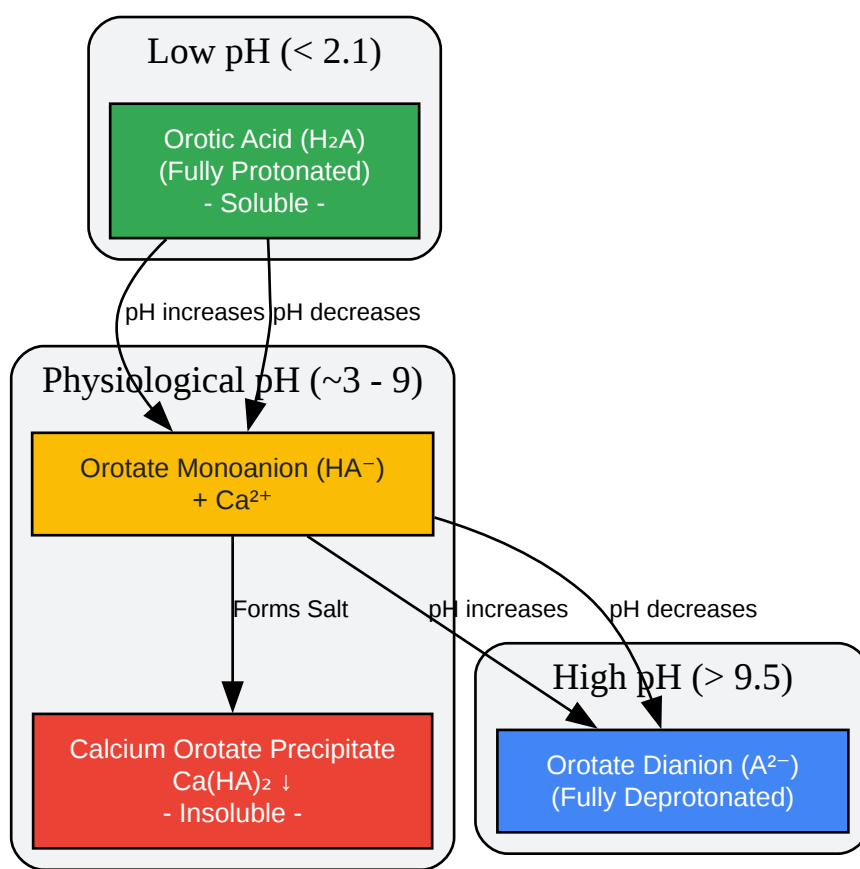 Low pH (< 2.1)
Orotic Acid (H₂A)
(Fully Protonated)
- Soluble -
pH increases
pH decreases
Physiological pH (~3 - 9)
Orotate Monoanion (HA⁻)
+ Ca²⁺
Forms Salt
pH increases
pH decreases
High pH (> 9.5)
Calcium Orotate Precipitate
Ca(HA)₂ ↓
- Insoluble -
Orotate Dianion (A²⁻)
(Fully Deprotonated)